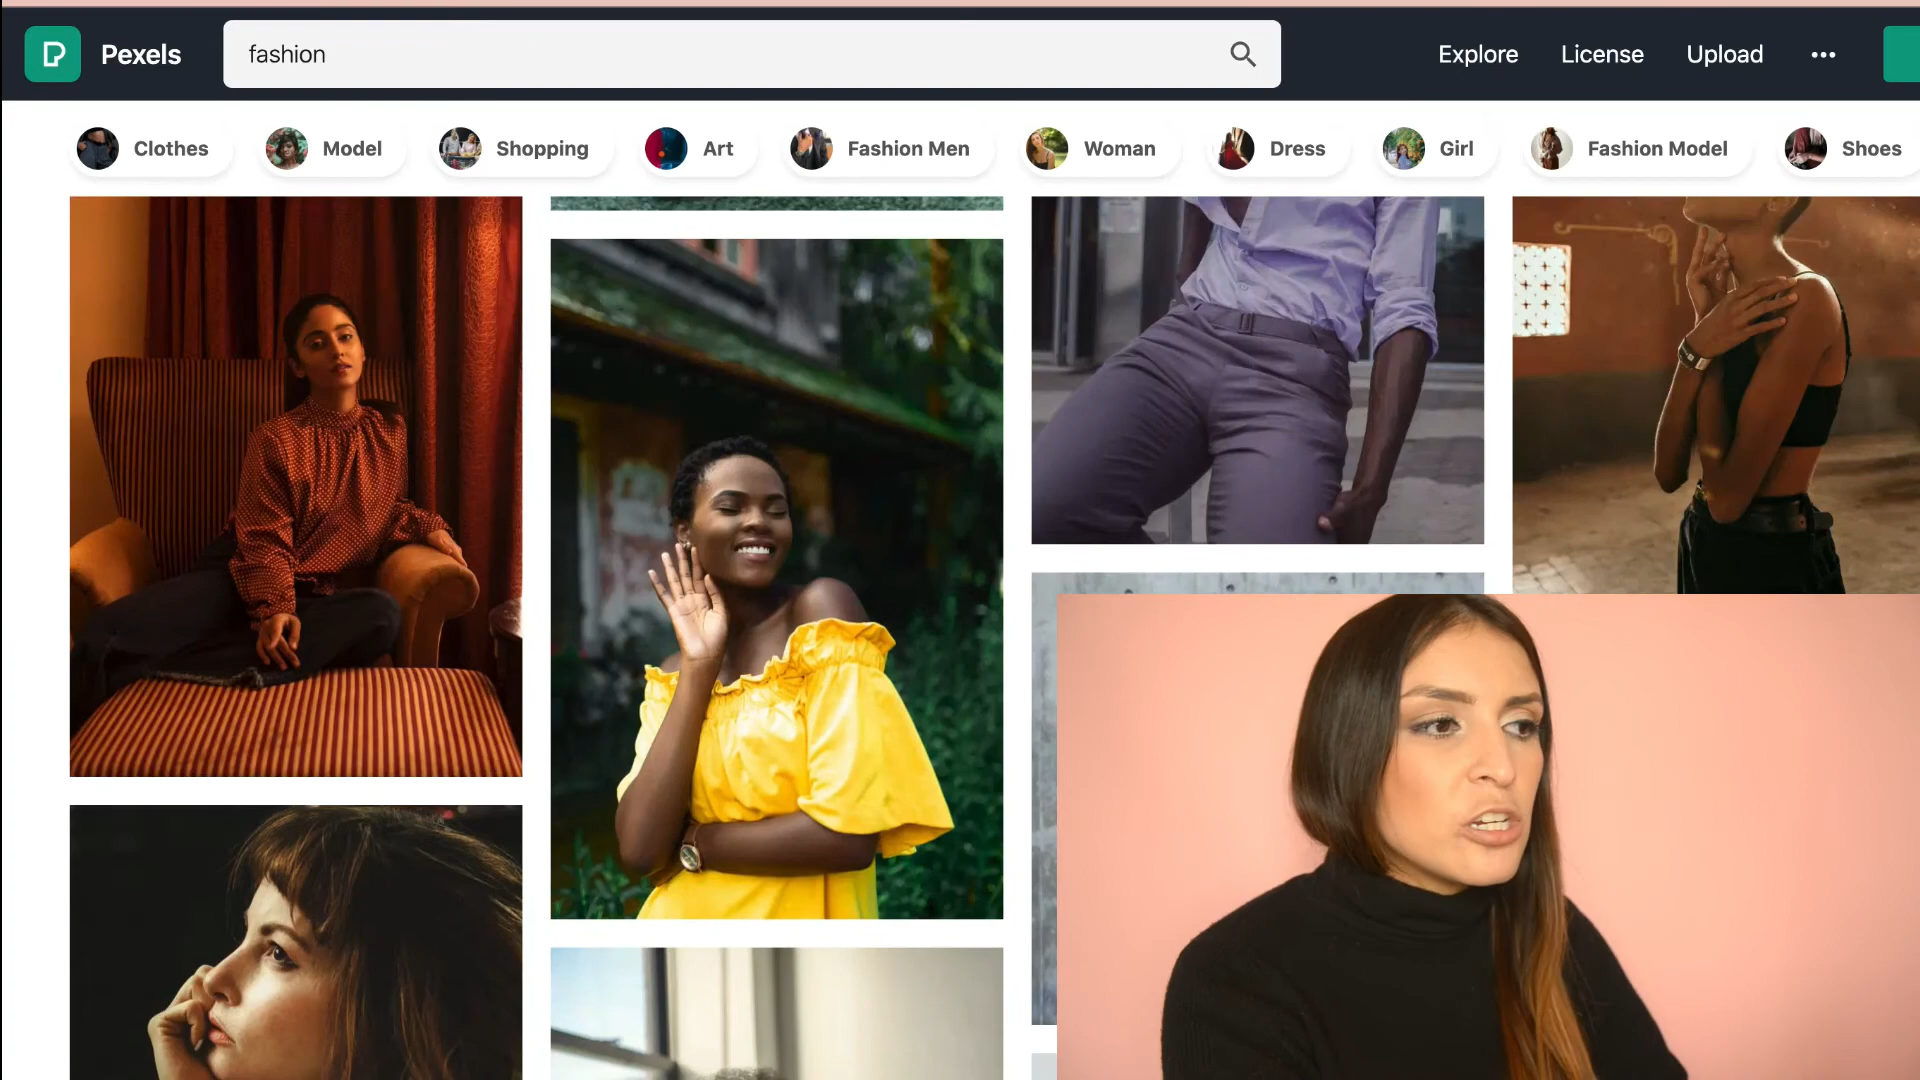 Pexels
fashion
Explore
License
Upload
Clothes
Model
Shopping
Art
Fashion Men
Woman
Dress
Girl
Fashion Model
Shoes